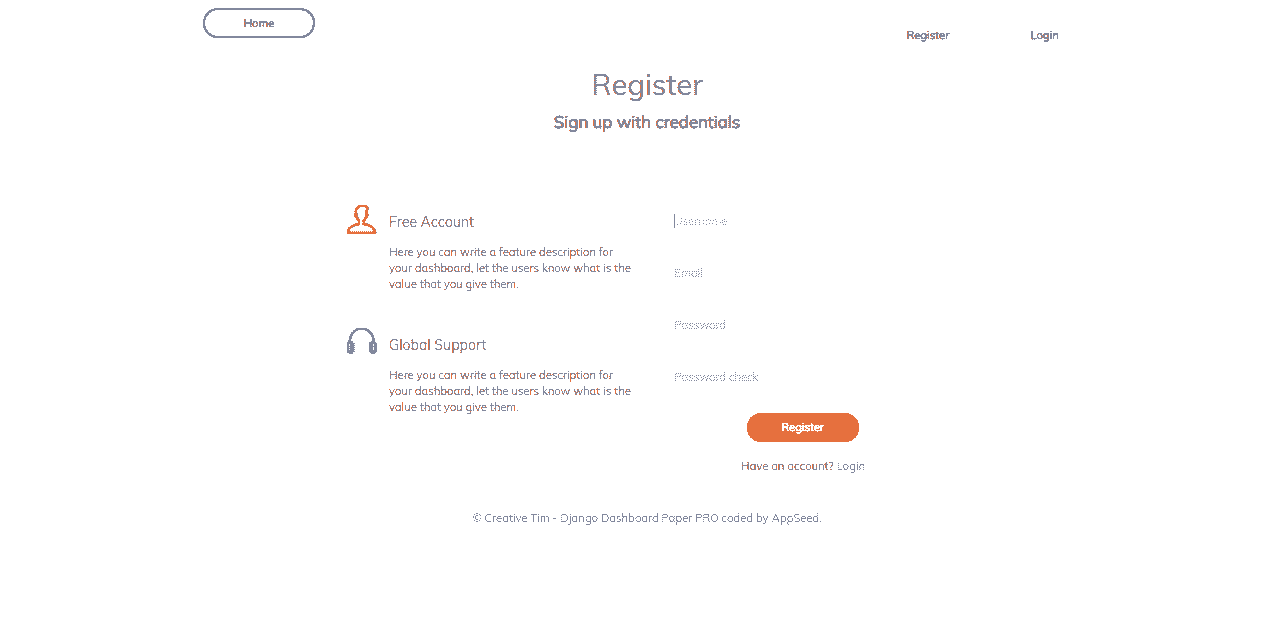 Home
Register
Login
Register
Sign up with credentials
Free Account
Here you can write a feature description for
your dashboard, let the users know what is the
value that you give them.
Global Support
Here you can write a feature description for
your dashboard, let the users know what is the
value that you give them.
Username
Email
Password
Password check
Register
Have an account? Login
© Creative Tim - Django Dashboard Paper PRO coded by AppSeed.